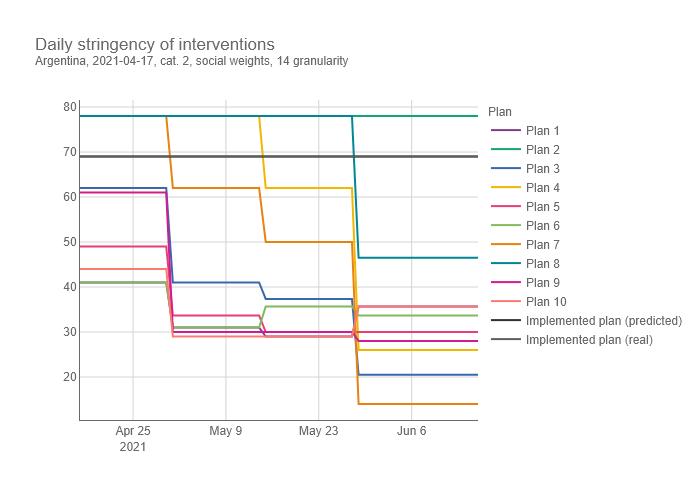 Daily stringency of interventions
Argentina, 2021-04-17, cat. 2, social weights, 14 granularity
80
70
60
50
40
30
20
Apr 25
2021
May 9
May 23
Jun 6
Plan
Plan 1
Plan 2
Plan 3
Plan 4
Plan 5
Plan 6
Plan 7
Plan 8
Plan 9
Plan 10
Implemented plan (predicted)
Implemented plan (real)